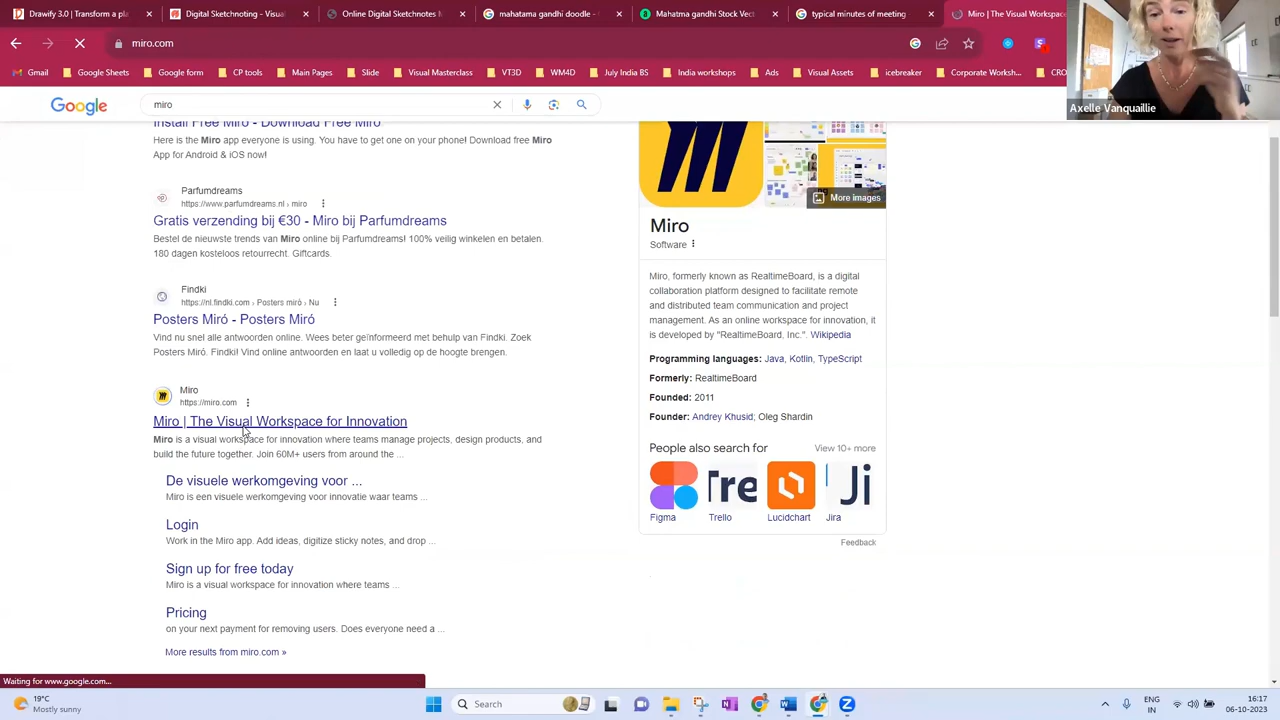 Drawify 3.0 | Transform a pl
Digital Sketchnoting - Visual
Online Digital Sketchnotes
mahatama gandhi doodle -
Mahatma gandhi Stock Vect
typical minutes of meeting
Miro | The Visual Workspace
miro.com
Gmail
Google Sheets
Google form
CP tools
Main Pages
Slide
Visual Masterclass
VT3D
WM4D
July India BS
India workshops
Ads
Visual Assets
icebreaker
Corporate Worksh...
CRO
Axelle Vanquaillie
Google
miro
Install Free Miro - Download Free Miro
Here is the Miro app everyone is using. You have to get one on your phone! Download free Miro
App for Android & iOS now!
Parfumdreams
https://www.parfumdreams.nl › miro
Gratis verzending bij €30 - Miro bij Parfumdreams
Bestel de nieuwste trends van Miro online bij Parfumdreams! 100% veilig winkelen en betalen.
180 dagen kosteloos retourrecht. Giftcards.
Findki
https://nl.findki.com › Posters miró › Nu
Posters Miró - Posters Miró
Vind nu snel alle antwoorden online. Wees beter geïnformeerd met behulp van Findki. Zoek
Posters Miró. Findki! Vind online antwoorden en laat u volledig op de hoogte brengen.
Miro
https://miro.com
Miro | The Visual Workspace for Innovation
Miro is a visual workspace for innovation where teams manage projects, design products, and
build the future together. Join 60M+ users from around the ...
De visuele werkomgeving voor ...
Miro is een visuele werkomgeving voor innovatie waar teams ...
Login
Work in the Miro app. Add ideas, digitize sticky notes, and drop ...
Sign up for free today
Miro is a visual workspace for innovation where teams ...
Pricing
on your next payment for removing users. Does everyone need a ...
More results from miro.com »
More images
Miro
Software
Miro, formerly known as RealtimeBoard, is a digital
collaboration platform designed to facilitate remote
and distributed team communication and project
management. As an online workspace for innovation, it
is developed by "RealtimeBoard, Inc.". Wikipedia
Programming languages: Java, Kotlin, TypeScript
Formerly: RealtimeBoard
Founded: 2011
Founder: Andrey Khusid; Oleg Shardin
People also search for
View 10+ more
Tre
Ji
Figma
Trello
Lucidchart
Jira
Feedback
Waiting for www.google.com...
19°C
Mostly sunny
Search
ENG
IN
16:17
06-10-2023